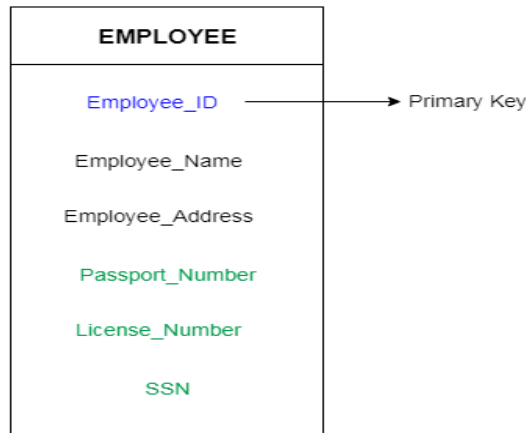 EMPLOYEE
Employee_ID
Primary Key
Employee_Name
Employee_Address
Passport_Number
License_Number
SSN